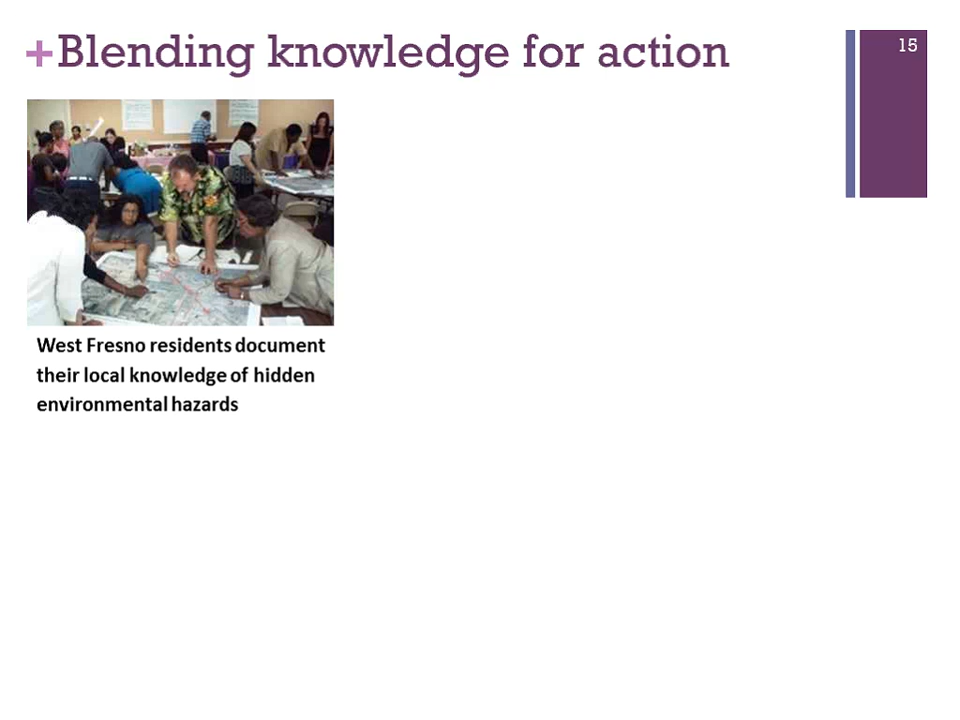 +Blending knowledge for action
15
West Fresno residents document
their local knowledge of hidden
environmental hazards